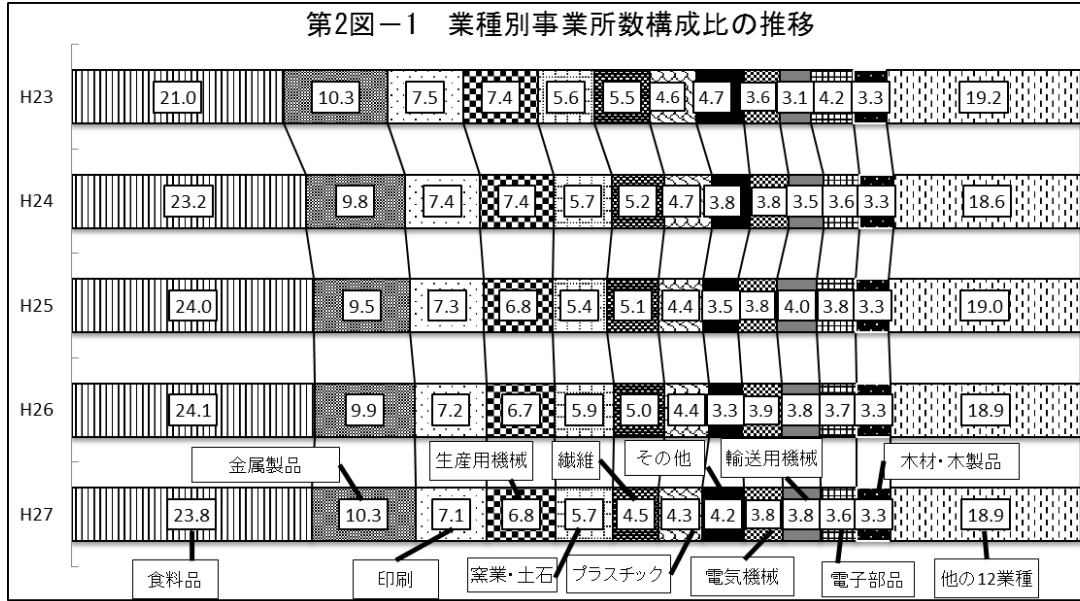 第2図－1　業種別事業所数構成比の推移
H23 21.0 10.3 7.5 7.4 5.6 5.5 4.6 4.7 3.6 3.1 4.2 3.3 19.2
H24 23.2 9.8 7.4 7.4 5.7 5.2 4.7 3.8 3.8 3.5 3.6 3.3 18.6
H25 24.0 9.5 7.3 6.8 5.4 5.1 4.4 3.5 3.8 4.0 3.8 3.3 19.0
H26 24.1 9.9 7.2 6.7 5.9 5.0 4.4 3.3 3.9 3.8 3.7 3.3 18.9
金属製品 生産用機械 繊維 その他 輸送用機械 木材・木製品
H27 23.8 10.3 7.1 6.8 5.7 4.5 4.3 4.2 3.8 3.8 3.6 3.3 18.9
食料品 印刷 窯業・土石 プラスチック 電気機械 電子部品 他の12業種